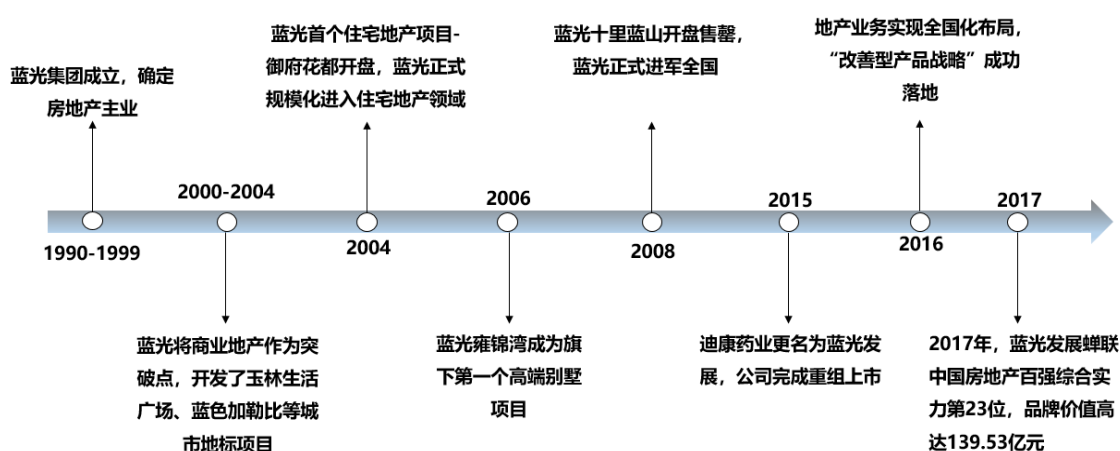 蓝光集团成立，确定
房地产主业
1990-1999
2000-2004
蓝光将商业地产作为突
破点，开发了玉林生活
广场、蓝色加勒比等城
市地标项目
蓝光首个住宅地产项目-
御府花都开盘，蓝光正式
规模化进入住宅地产领域
2004
2006
蓝光雍锦湾成为旗
下第一个高端别墅
项目
蓝光十里蓝山开盘售罄，
蓝光正式进军全国
2008
2015
迪康药业更名为蓝光发
展，公司完成重组上市
地产业务实现全国化布局，
“改善型产品战略”成功
落地
2016
2017
2017年，蓝光发展蝉联
中国房地产百强综合实
力第23位，品牌价值高
达139.53亿元